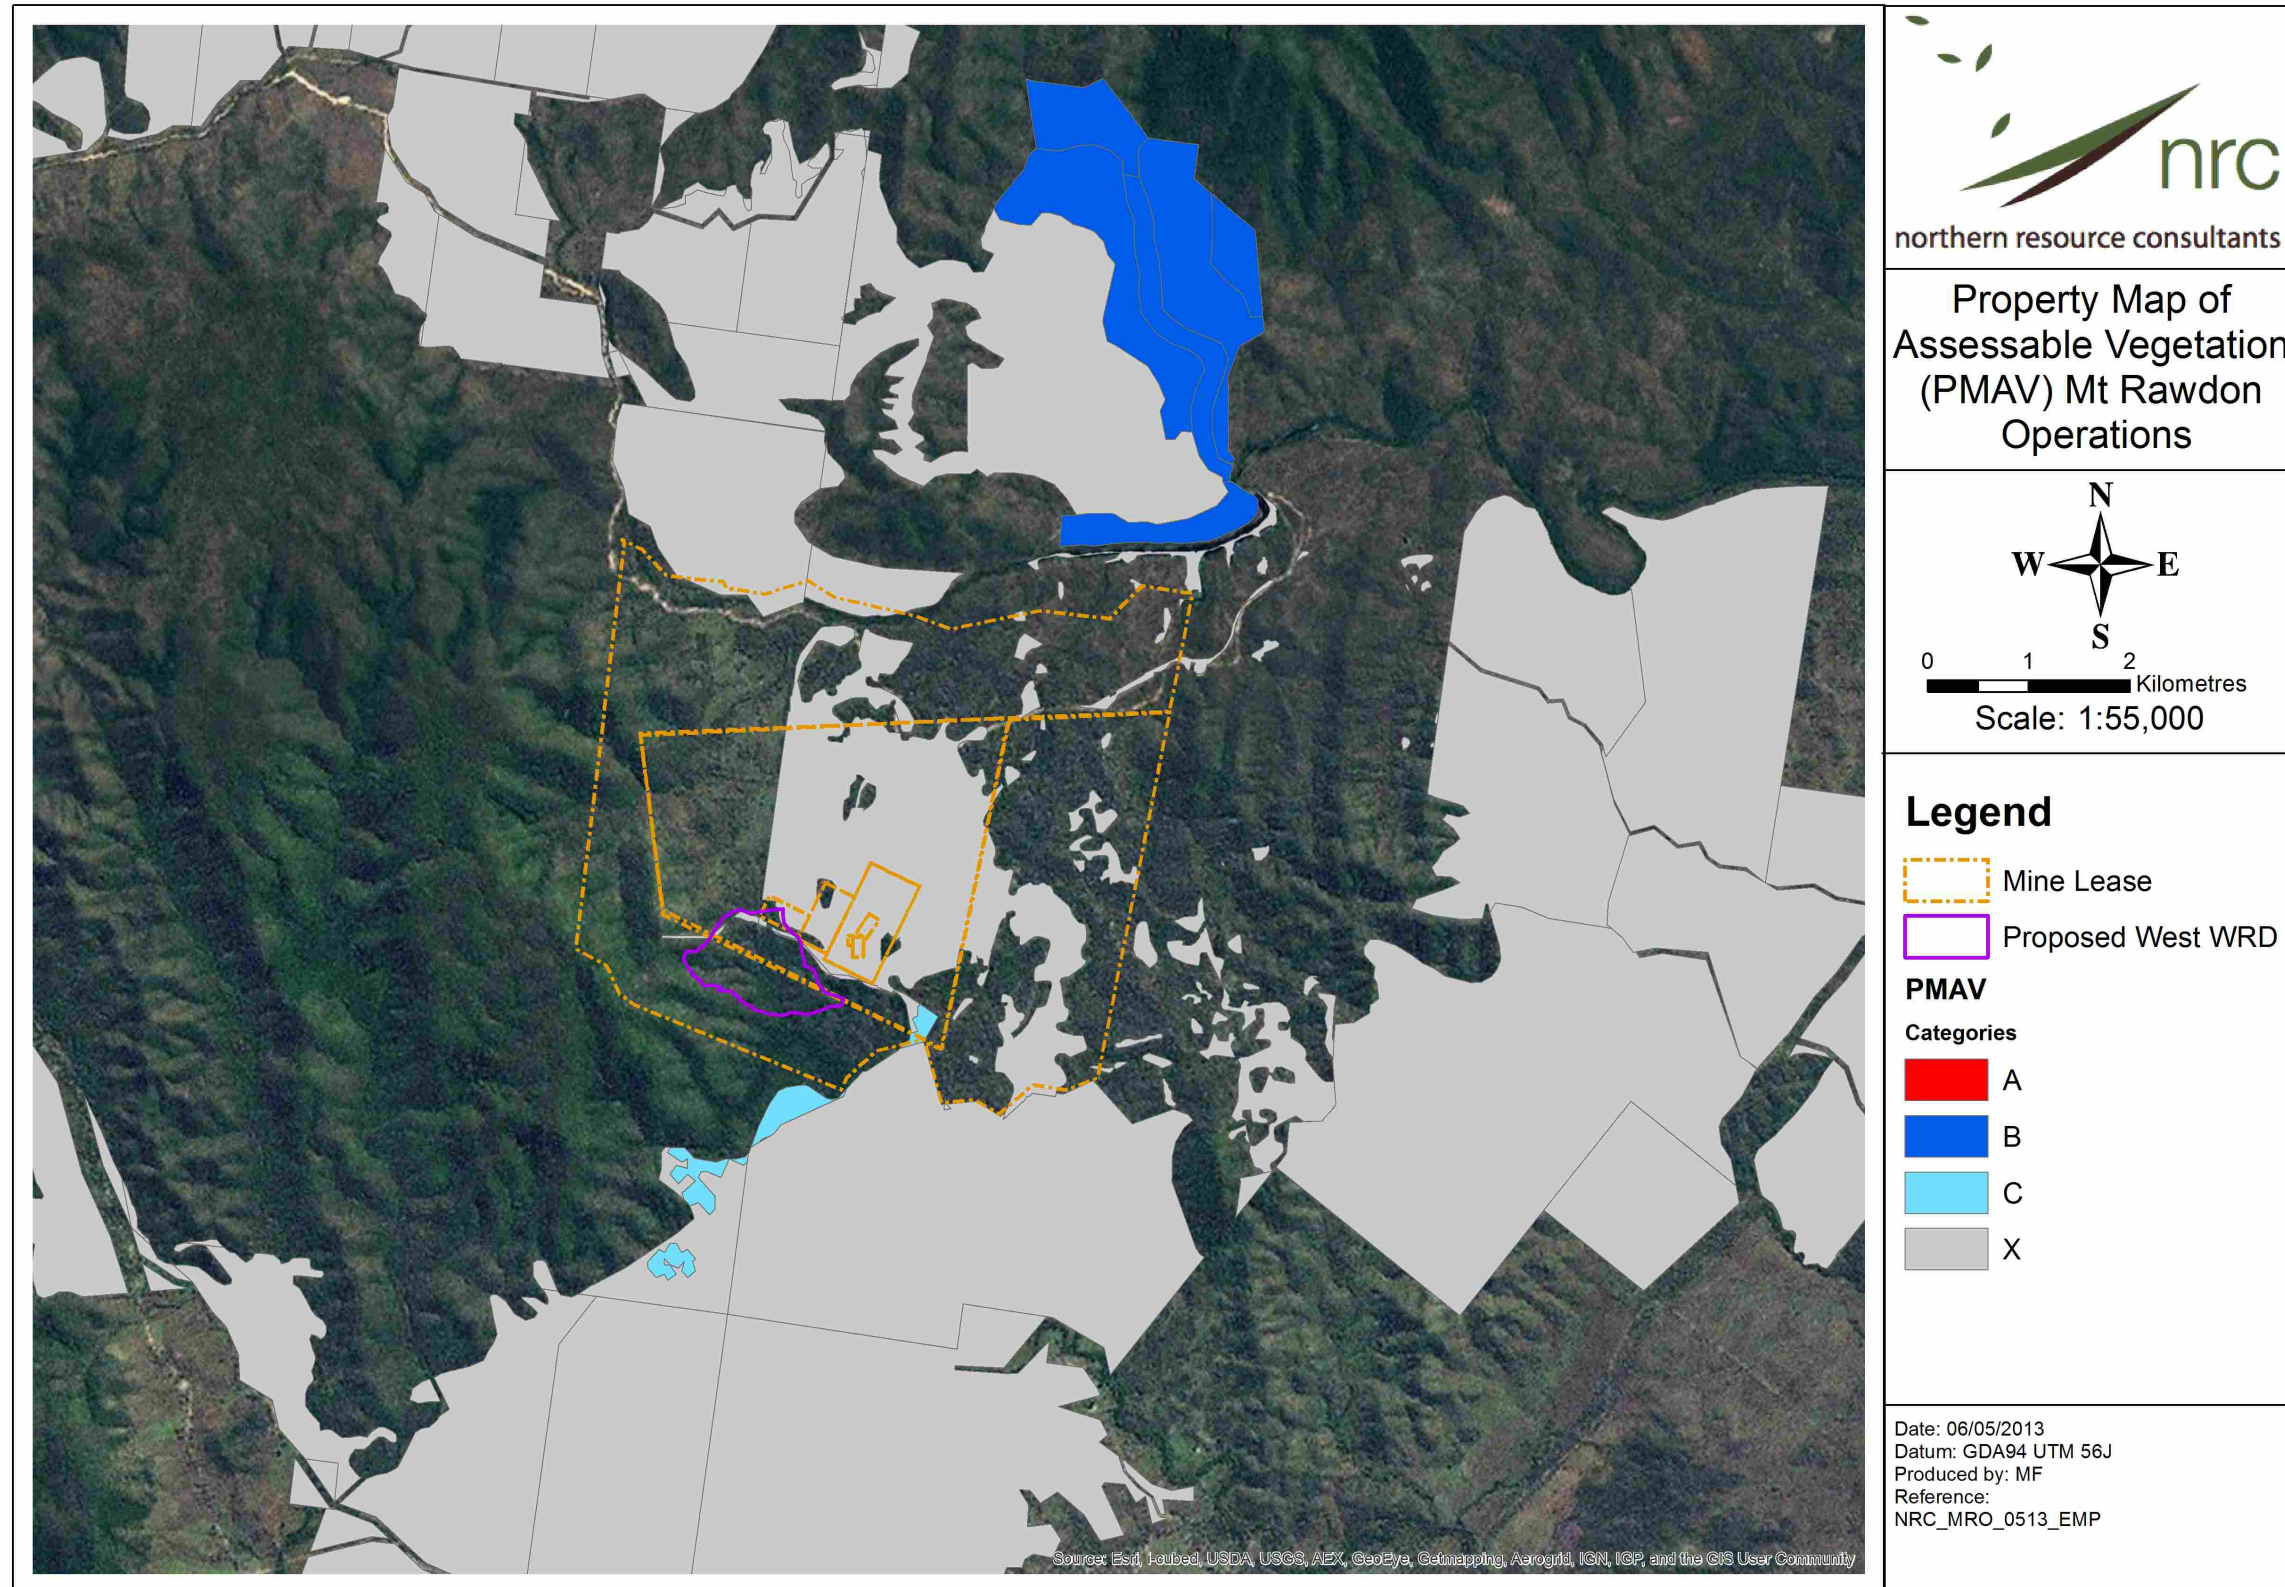 nrc
northern resource consultants
Property Map of
Assessable Vegetation
(PMAV) Mt Rawdon
Operations
N
W E
S
0 1 2
Kilometres
Scale: 1:55,000
Legend
Mine Lease
Proposed West WRD
PMAV
Categories
A
B
C
X
Date: 06/05/2013
Datum: GDA94 UTM 56J
Produced by: MF
Reference:
NRC_MRO_0513_EMP
Source: Esri, i-cubed, USDA, USGS, AEX, GeoEye, Getmapping, Aerogrid, IGN, IGP, and the GIS User Community